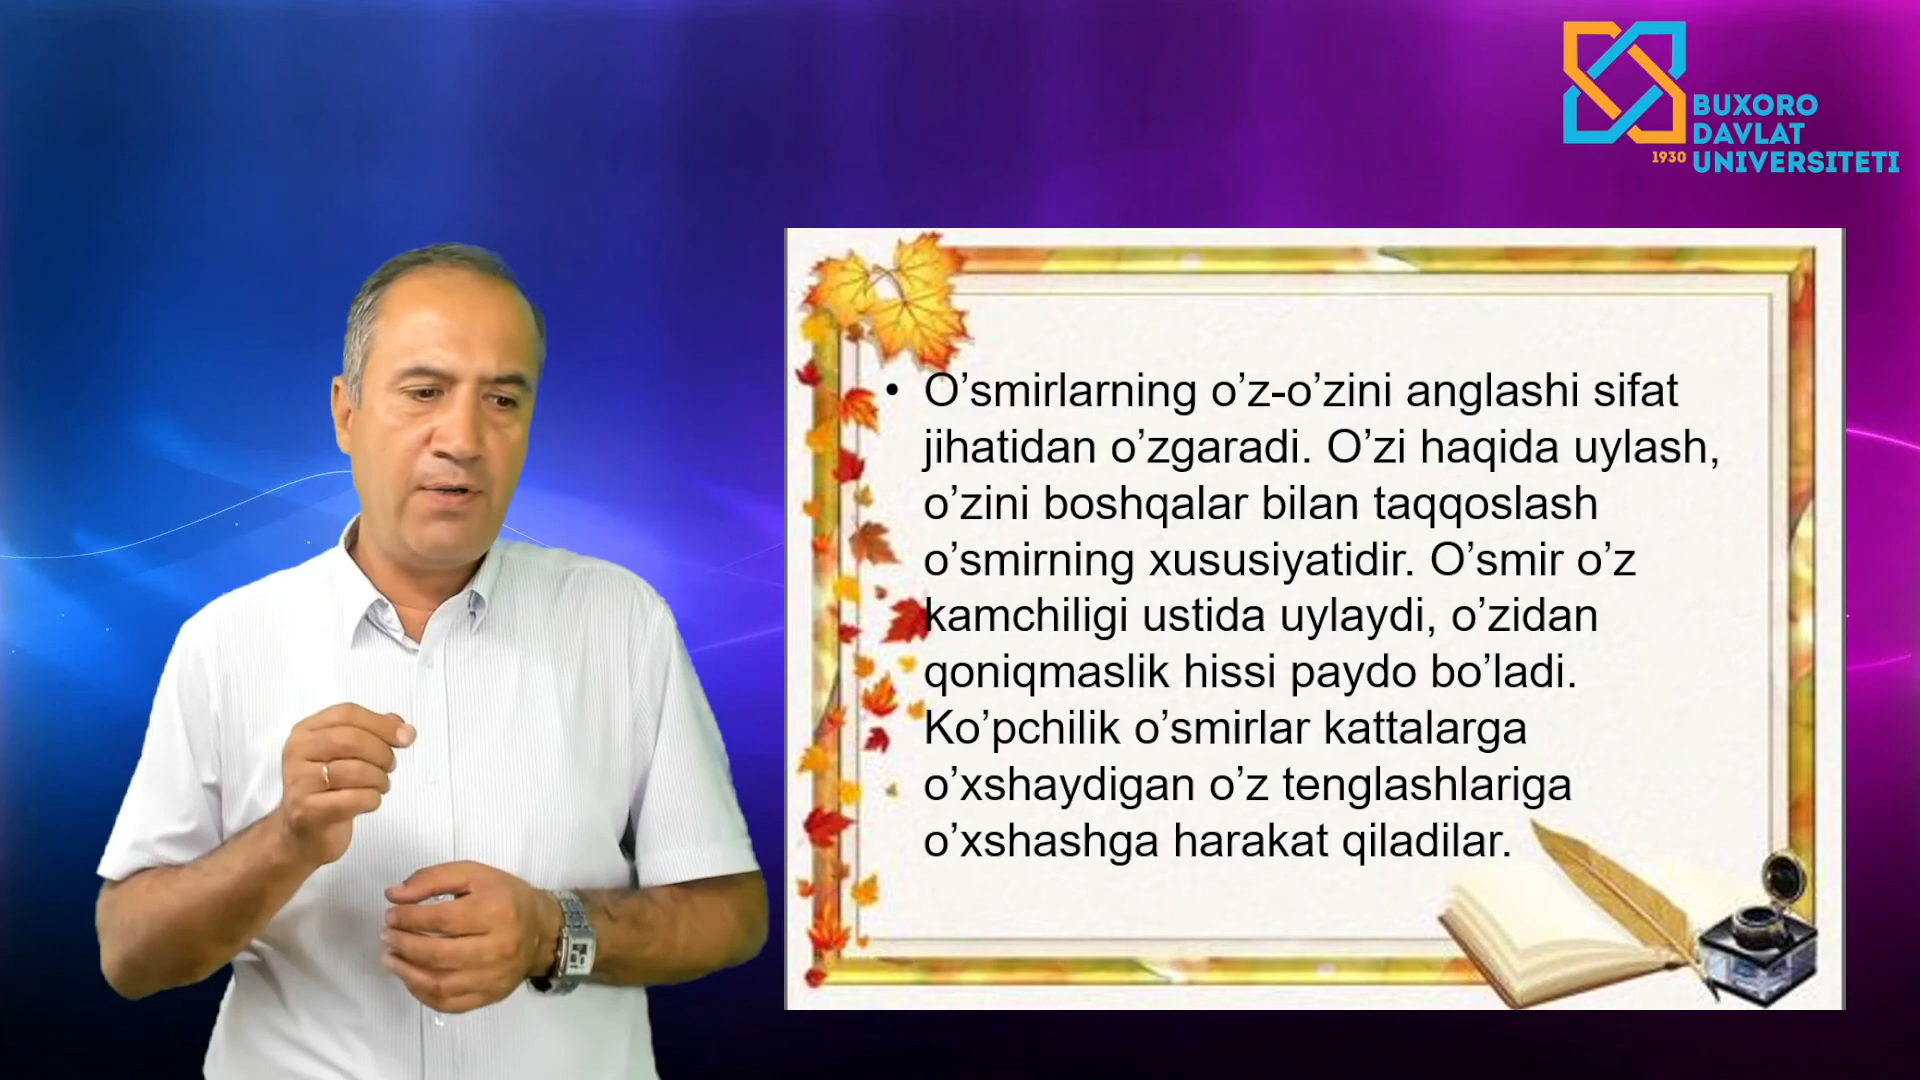 BUXORO
DAVLAT
1930 UNIVERSITETI
• O’smirlarning o’z-o’zini anglashi sifat
jihatidan o’zgaradi. O’zi haqida uylash,
o’zini boshqalar bilan taqqoslash
o’smirning xususiyatidir. O’smir o’z
kamchiligi ustida uylaydi, o’zidan
qoniqmaslik hissi paydo bo’ladi.
Ko’pchilik o’smirlar kattalarga
o’xshaydigan o’z tenglashlariga
o’xshashga harakat qiladilar.